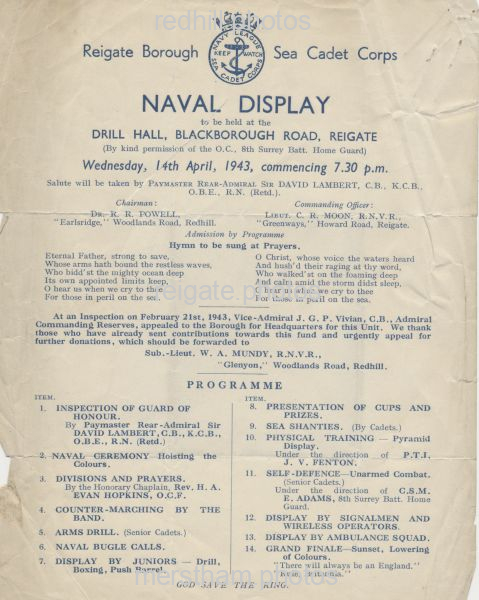 redhill photos
NAVY LEAGUE
KEEP WATCH
SEA CADET CORPS
Reigate Borough Sea Cadet Corps
NAVAL DISPLAY
to be held at the
DRILL HALL, BLACKBOROUGH ROAD, REIGATE
(By kind permission of the O.C., 8th Surrey Batt. Home Guard)
Wednesday, 14th April, 1943, commencing 7.30 p.m.
Salute will be taken by PAYMASTER REAR-ADMIRAL SIR DAVID LAMBERT, C.B., K.C.B.,
O.B.E., R.N. (Retd.).
Chairman:
DR. R. R. POWELL,
"Earlsridge," Woodlands Road, Redhill.
Commanding Officer:
LIEUT. C. R. MOON, R.N.V.R.,
"Greenways," Howard Road, Reigate.
Admission by Programme
Hymn to be sung at Prayers.
Eternal Father, strong to save,
Whose arms hath bound the restless waves,
Who bidd'st the mighty ocean deep
Its own appointed limits keep,
O hear us when we cry to thee
For those in peril on the sea.
O Christ, whose voice the waters heard
And hush'd their raging at thy word,
Who walked'st on the foaming deep
And calm amid the storm didst sleep,
O hear us when we cry to thee
For those in peril on the sea.
reigate photos
At an Inspection on February 21st, 1943, Vice-Admiral J. G. P. Vivian, C.B., Admiral
Commanding Reserves, appealed to the Borough for Headquarters for this Unit. We thank
those who have already sent contributions towards this fund and urgently appeal for
further donations, which should be forwarded to
Sub.-Lieut. W. A. MUNDY, R.N.V.R.,
"Glenyon," Woodlands Road, Redhill.
PROGRAMME
ITEM.
1. INSPECTION OF GUARD OF
HONOUR.
By Paymaster Rear-Admiral Sir
DAVID LAMBERT, C.B., K.C.B.,
O.B.E., R.N. (Retd.)
2. NAVAL CEREMONY—Hoisting the
Colours.
3. DIVISIONS AND PRAYERS.
By the Honorary Chaplain, Rev. H. A.
EVAN HOPKINS, O.C.F.
4. COUNTER-MARCHING BY THE
BAND.
5. ARMS DRILL. (Senior Cadets.)
6. NAVAL BUGLE CALLS.
7. DISPLAY BY JUNIORS—Drill,
Boxing, Push Barrel.
ITEM.
8. PRESENTATION OF CUPS AND
PRIZES.
9. SEA SHANTIES. (By Cadets.)
10. PHYSICAL TRAINING—Pyramid
Display.
Under the direction of P.T.I.
J. V. FENTON.
11. SELF-DEFENCE—Unarmed Combat.
(Senior Cadets.)
Under the direction of C.S.M.
E. ADAMS, 8th Surrey Batt. Home
Guard.
12. DISPLAY BY SIGNALMEN AND
WIRELESS OPERATORS.
13. DISPLAY BY AMBULANCE SQUAD.
14. GRAND FINALE—Sunset, Lowering
of Colours.
"There will always be an England."
"Rule, Britannia."
merstham photos
GOD SAVE THE KING.